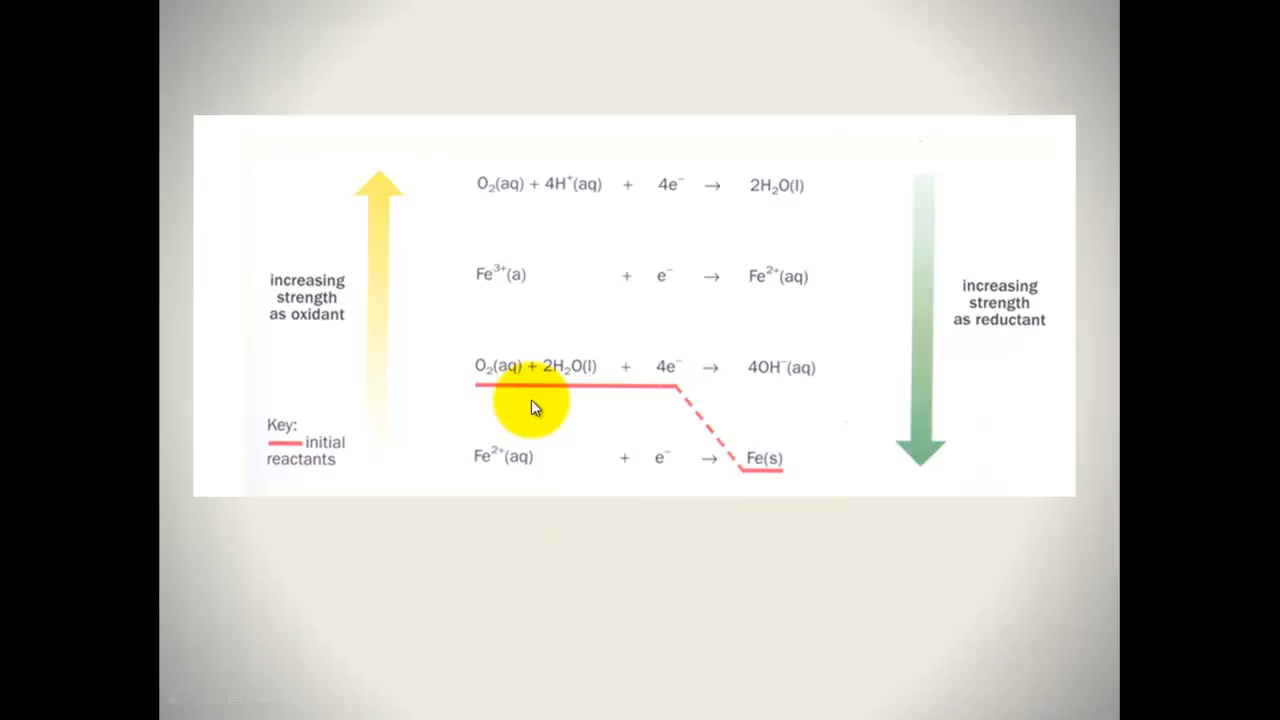 O₂(aq) + 4H⁺(aq) + 4e⁻ → 2H₂O(l)
increasing
strength
as oxidant
Fe³⁺(a) + e⁻ → Fe²⁺(aq)
increasing
strength
as reductant
O₂(aq) + 2H₂O(l) + 4e⁻ → 4OH⁻(aq)
Key:
initial
reactants
Fe²⁺(aq) + e⁻ → Fe(s)